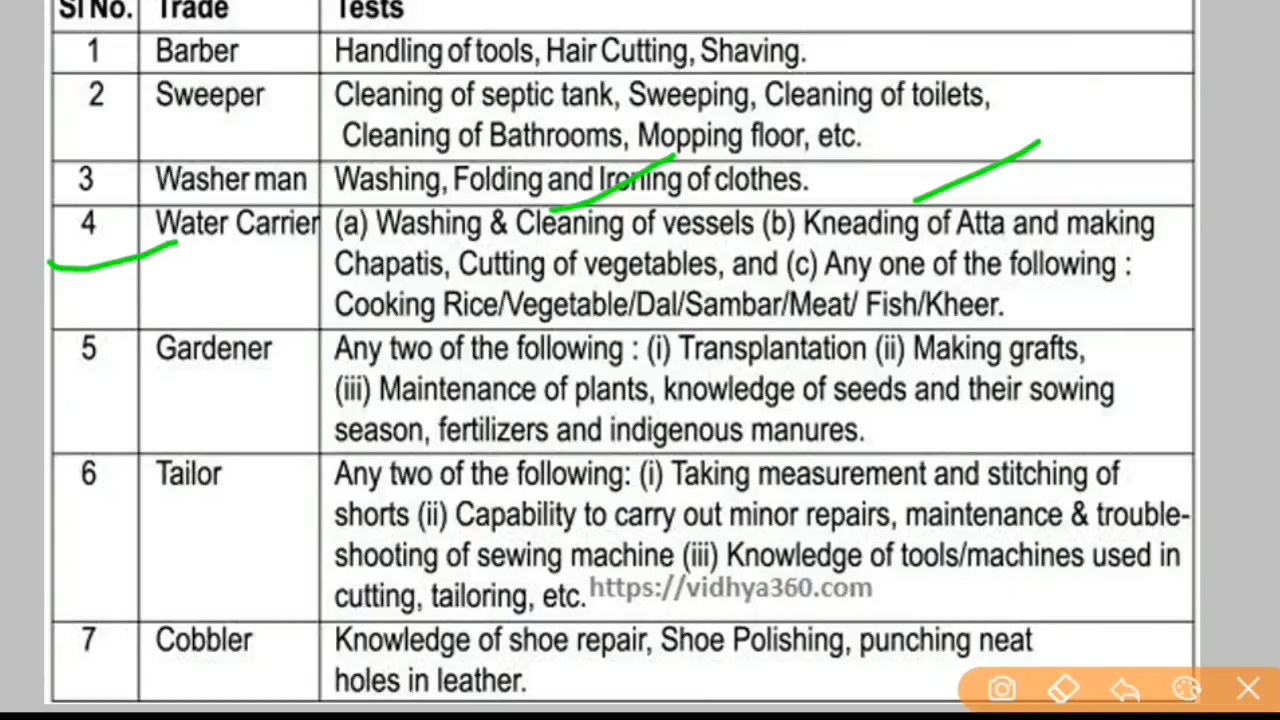 Sl No. Trade Tests
1 Barber Handling of tools, Hair Cutting, Shaving.
2 Sweeper Cleaning of septic tank, Sweeping, Cleaning of toilets,
Cleaning of Bathrooms, Mopping floor, etc.
3 Washer man Washing, Folding and Ironing of clothes.
4 Water Carrier (a) Washing & Cleaning of vessels (b) Kneading of Atta and making
Chapatis, Cutting of vegetables, and (c) Any one of the following :
Cooking Rice/Vegetable/Dal/Sambar/Meat/ Fish/Kheer.
5 Gardener Any two of the following : (i) Transplantation (ii) Making grafts,
(iii) Maintenance of plants, knowledge of seeds and their sowing
season, fertilizers and indigenous manures.
6 Tailor Any two of the following: (i) Taking measurement and stitching of
shorts (ii) Capability to carry out minor repairs, maintenance & trouble-
shooting of sewing machine (iii) Knowledge of tools/machines used in
cutting, tailoring, etc. https://vidhya360.com
7 Cobbler Knowledge of shoe repair, Shoe Polishing, punching neat
holes in leather.